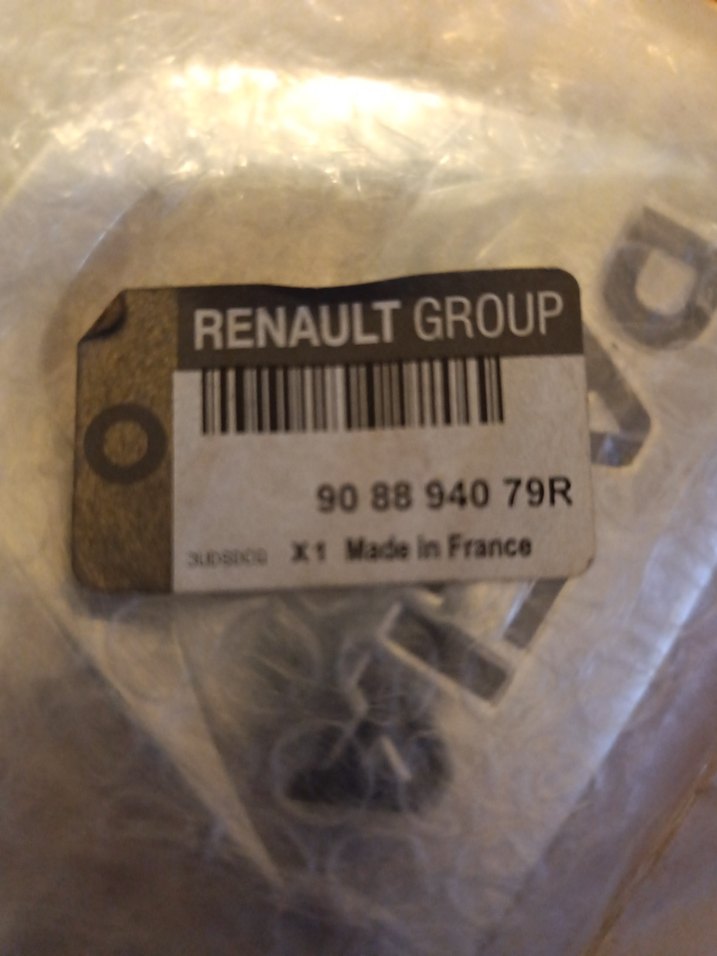 RENAULT GROUP
90 88 940 79R
X1 Made in France